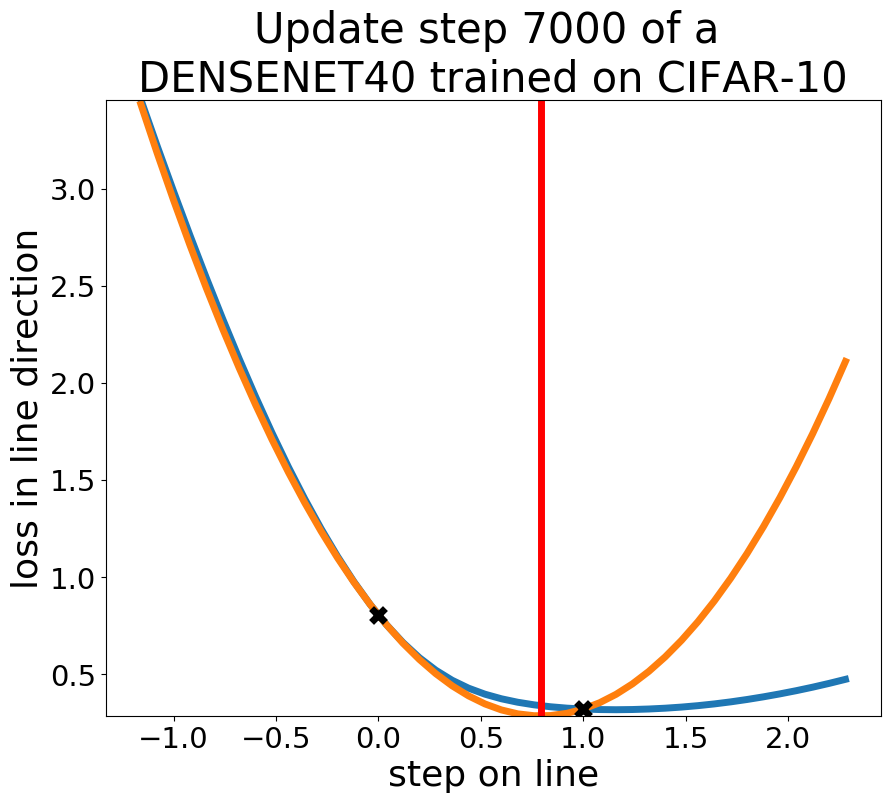 Update step 7000 of a
DENSENET40 trained on CIFAR-10
loss in line direction
3.0
2.5
2.0
1.5
1.0
0.5
−1.0 −0.5 0.0 0.5 1.0 1.5 2.0
step on line